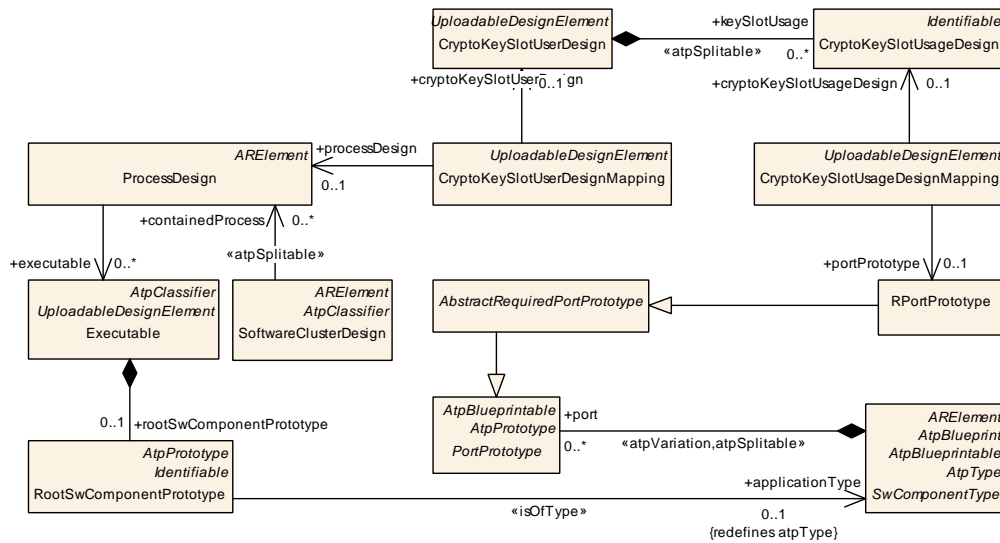 UploadableDesignElement
CryptoKeySlotUserDesign
+keySlotUsage
«atpSplitable»
0..*
Identifiable
CryptoKeySlotUsageDesign
+cryptoKeySlotUserDesign
0..1
+cryptoKeySlotUsageDesign
0..1
ARElement
ProcessDesign
+processDesign
0..1
UploadableDesignElement
CryptoKeySlotUserDesignMapping
UploadableDesignElement
CryptoKeySlotUsageDesignMapping
+containedProcess
0..*
«atpSplitable»
+executable
0..*
+portPrototype
0..1
AtpClassifier
UploadableDesignElement
Executable
ARElement
AtpClassifier
SoftwareClusterDesign
AbstractRequiredPortPrototype
RPortPrototype
0..1
+rootSwComponentPrototype
AtpBlueprintable
AtpPrototype
PortPrototype
+port
0..*
«atpVariation,atpSplitable»
ARElement
AtpBlueprint
AtpBlueprintable
AtpType
SwComponentType
AtpPrototype
Identifiable
RootSwComponentPrototype
+applicationType
«isOfType»
0..1
{redefines atpType}